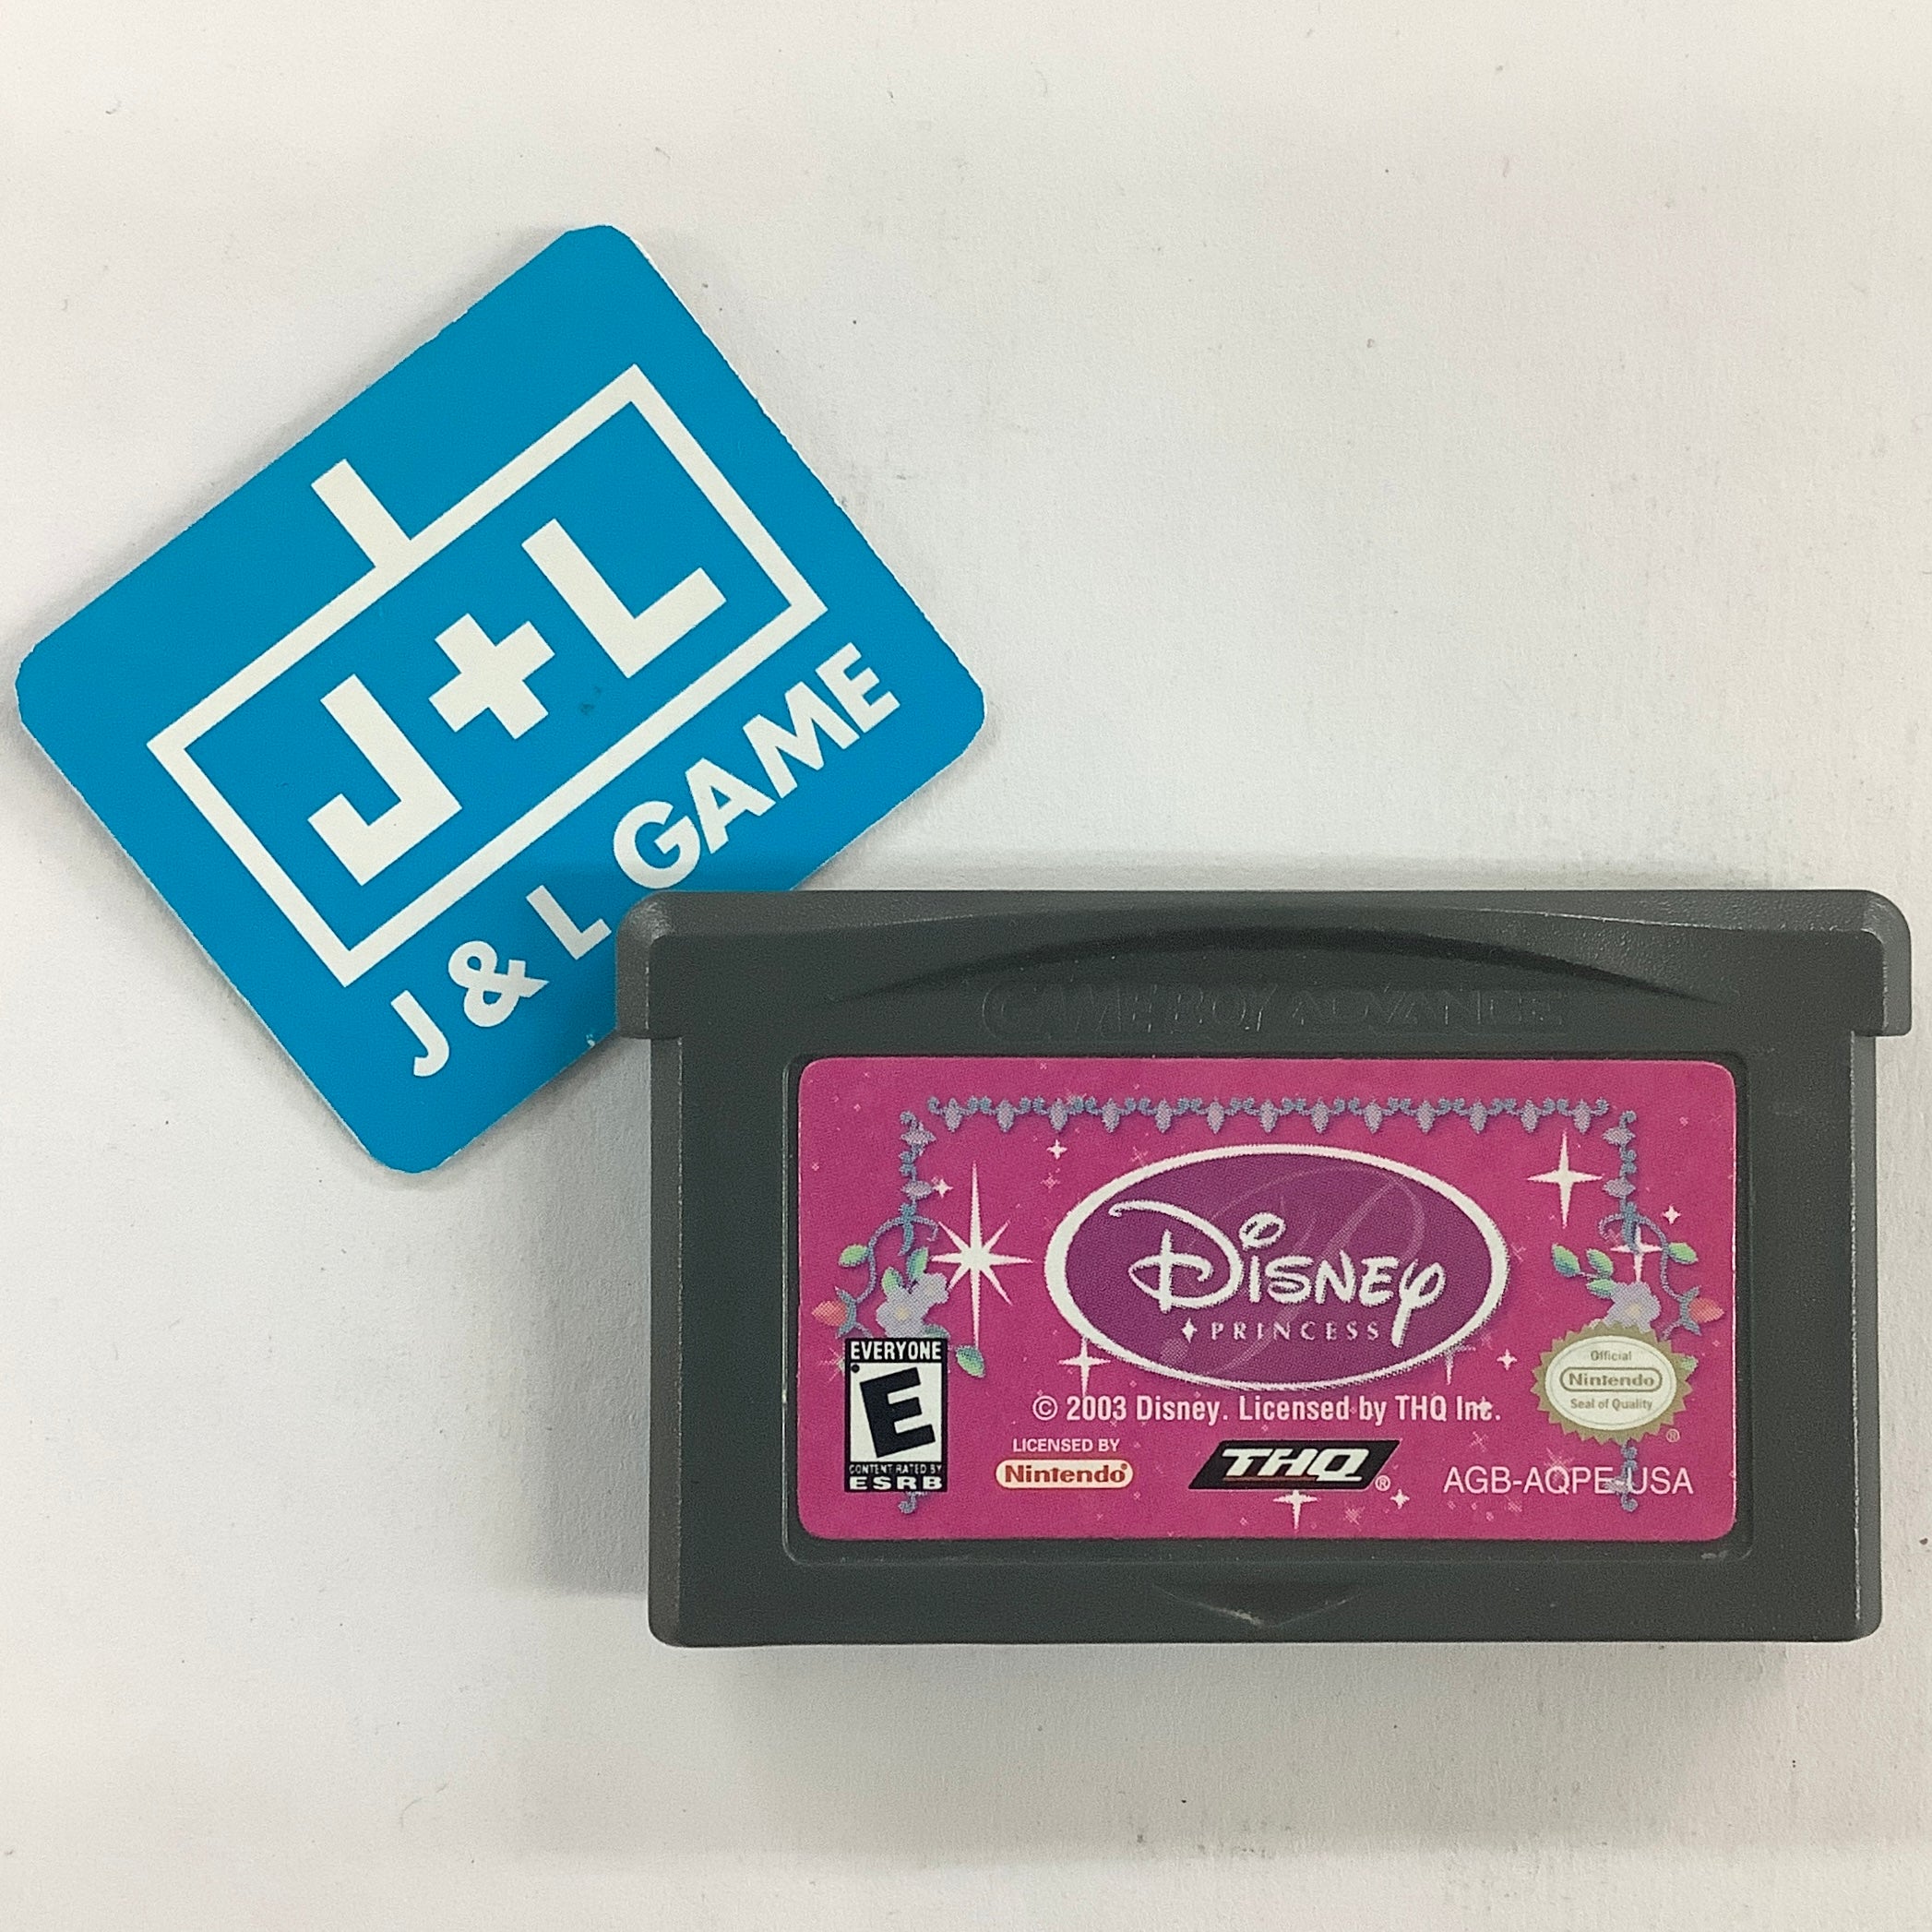 J+L
J & L GAME
GAME BOY ADVANCE
Disney
PRINCESS
EVERYONE
E
CONTENT RATED BY
ESRB
© 2003 Disney. Licensed by THQ Inc.
LICENSED BY
Nintendo®
THQ®
Official
Nintendo
Seal of Quality
®
AGB-AQPE-USA